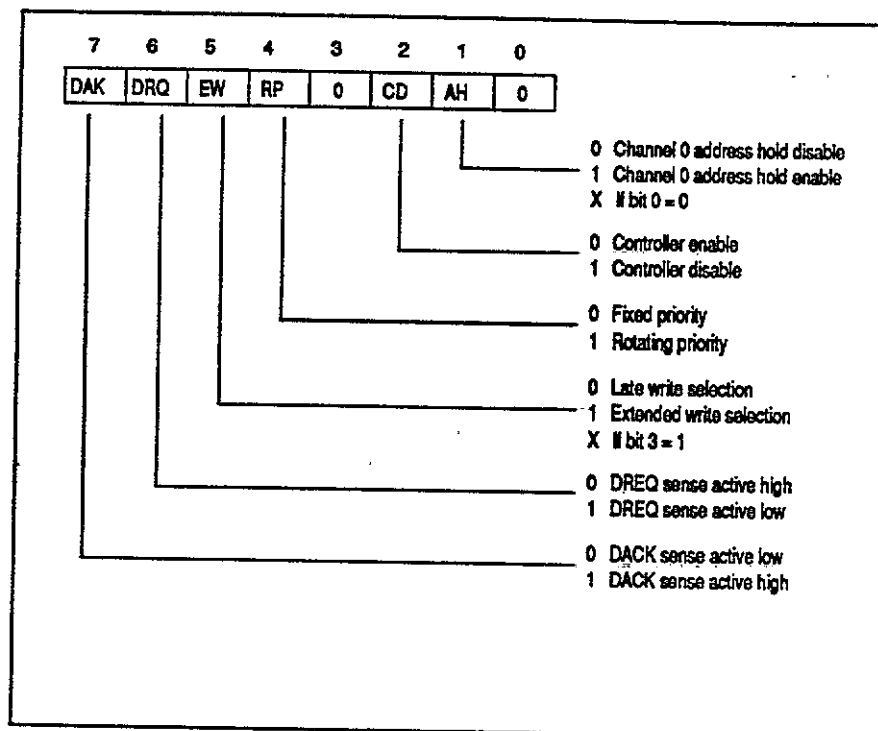 7 6 5 4 3 2 1 0
DAK DRQ EW RP 0 CD AH 0
0 Channel 0 address hold disable
1 Channel 0 address hold enable
X If bit 0 = 0
0 Controller enable
1 Controller disable
0 Fixed priority
1 Rotating priority
0 Late write selection
1 Extended write selection
X If bit 3 = 1
0 DREQ sense active high
1 DREQ sense active low
0 DACK sense active low
1 DACK sense active high